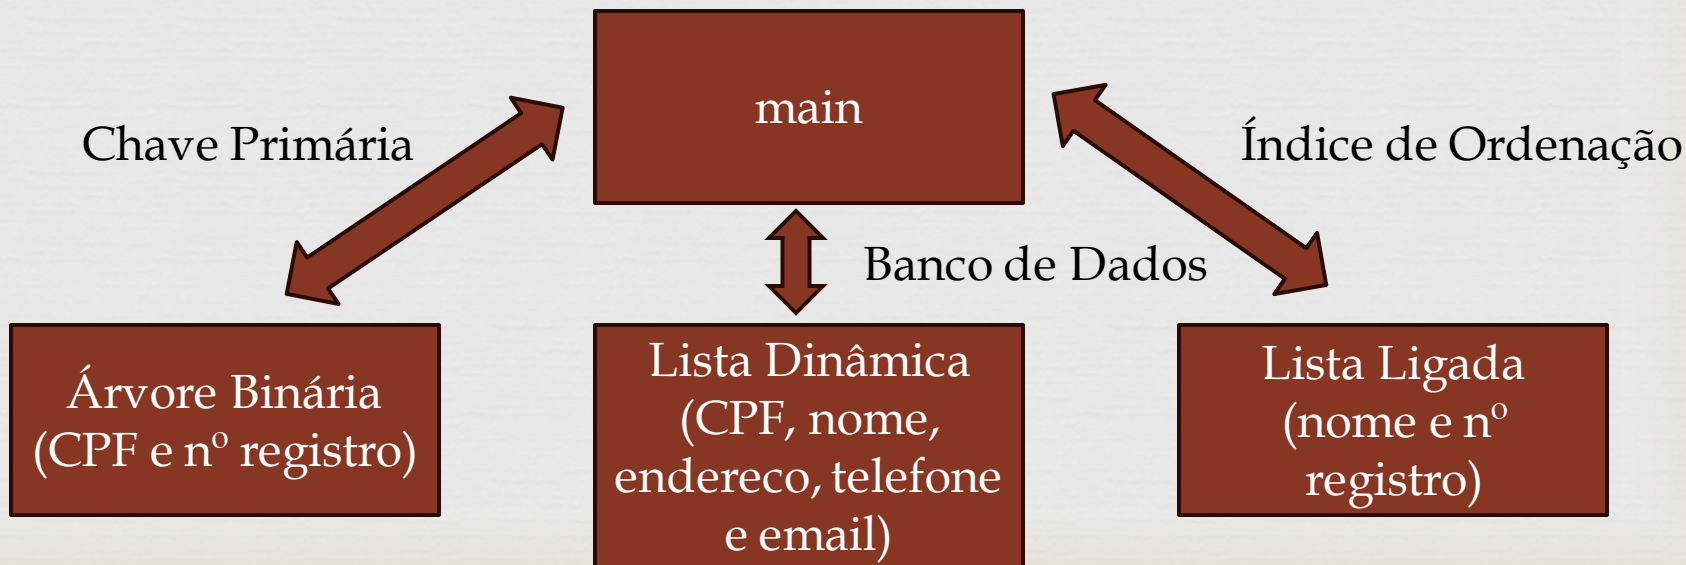 main
Chave Primária
Índice de Ordenação
Banco de Dados
Árvore Binária
(CPF e nº registro)
Lista Dinâmica
(CPF, nome,
endereco, telefone
e email)
Lista Ligada
(nome e nº
registro)